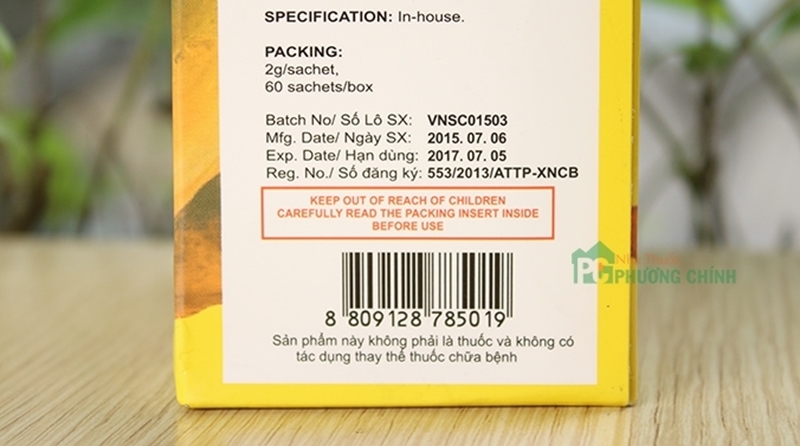 SPECIFICATION: In-house.
PACKING:
2g/sachet,
60 sachets/box
Batch No/ Số Lô SX: VNSC01503
Mfg. Date/ Ngày SX: 2015. 07. 06
Exp. Date/ Hạn dùng: 2017. 07. 05
Reg. No./ Số đăng ký: 553/2013/ATTP-XNCB
KEEP OUT OF REACH OF CHILDREN
CAREFULLY READ THE PACKING INSERT INSIDE
BEFORE USE
PC
PHƯƠNG CHÍNH
8 809128 785019
Sản phẩm này không phải là thuốc và không có
tác dụng thay thế thuốc chữa bệnh